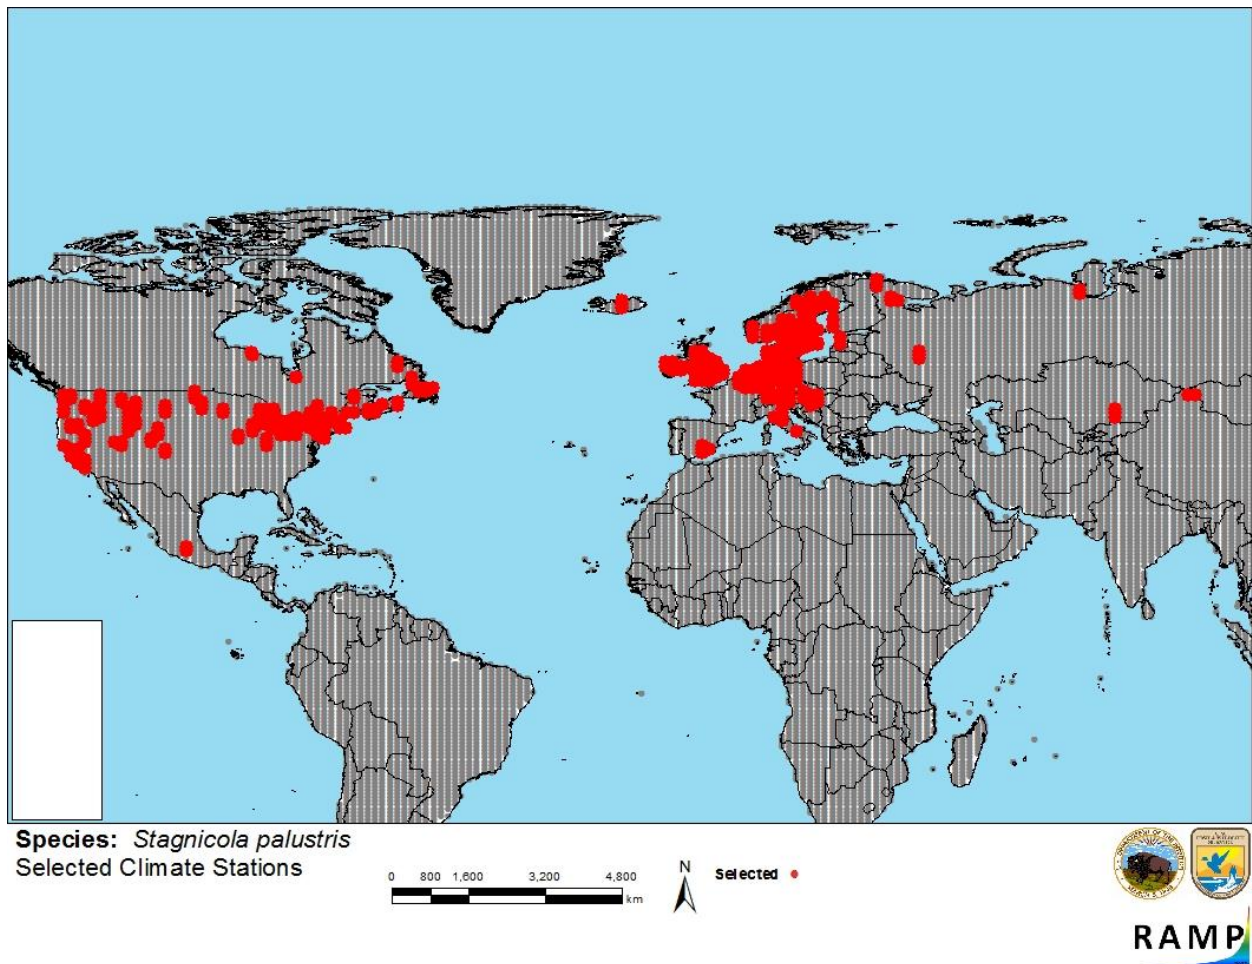 Species: Stagnicola palustris
Selected Climate Stations
0 800 1,600 3,200 4,800
km
N
Selected
RAMP